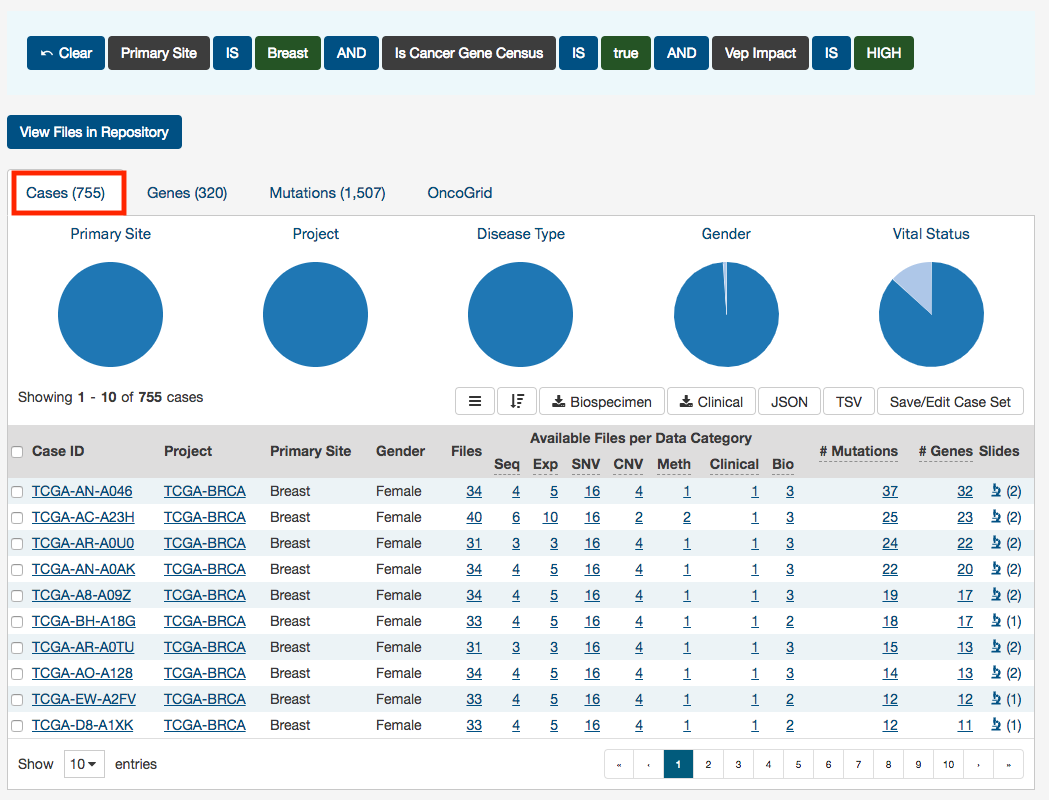 Clear Primary Site IS Breast AND Is Cancer Gene Census IS true AND Vep Impact IS HIGH
View Files in Repository
Cases (755) Genes (320) Mutations (1,507) OncoGrid
Primary Site Project Disease Type Gender Vital Status
Showing 1 - 10 of 755 cases
Biospecimen Clinical JSON TSV Save/Edit Case Set
Available Files per Data Category
Case ID Project Primary Site Gender Files # Mutations # Genes Slides
Seq Exp SNV CNV Meth Clinical Bio
TCGA-AN-A046 TCGA-BRCA Breast Female 34 4 5 16 4 1 1 3 37 32 (2)
TCGA-AC-A23H TCGA-BRCA Breast Female 40 6 10 16 2 2 1 3 25 23 (2)
TCGA-AR-A0U0 TCGA-BRCA Breast Female 31 3 3 16 4 1 1 3 24 22 (2)
TCGA-AN-A0AK TCGA-BRCA Breast Female 34 4 5 16 4 1 1 3 22 20 (2)
TCGA-A8-A09Z TCGA-BRCA Breast Female 34 4 5 16 4 1 1 3 19 17 (2)
TCGA-BH-A18G TCGA-BRCA Breast Female 33 4 5 16 4 1 1 2 18 17 (1)
TCGA-AR-A0TU TCGA-BRCA Breast Female 31 3 3 16 4 1 1 3 15 13 (2)
TCGA-AO-A128 TCGA-BRCA Breast Female 34 4 5 16 4 1 1 3 14 13 (2)
TCGA-EW-A2FV TCGA-BRCA Breast Female 33 4 5 16 4 1 1 2 12 12 (1)
TCGA-D8-A1XK TCGA-BRCA Breast Female 33 4 5 16 4 1 1 2 12 11 (1)
Show 10 entries « ‹ 1 2 3 4 5 6 7 8 9 10 › »